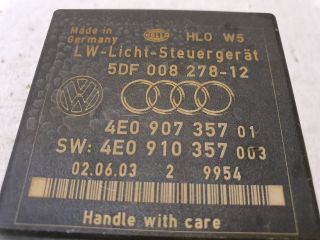 Made in
Germany
HELLA
HLO W5
LW-Licht-Steuergerät
5DF 008 278-12
4E0 907 357 01
SW: 4E0 910 357 003
02.06.03 2 9954
Handle with care